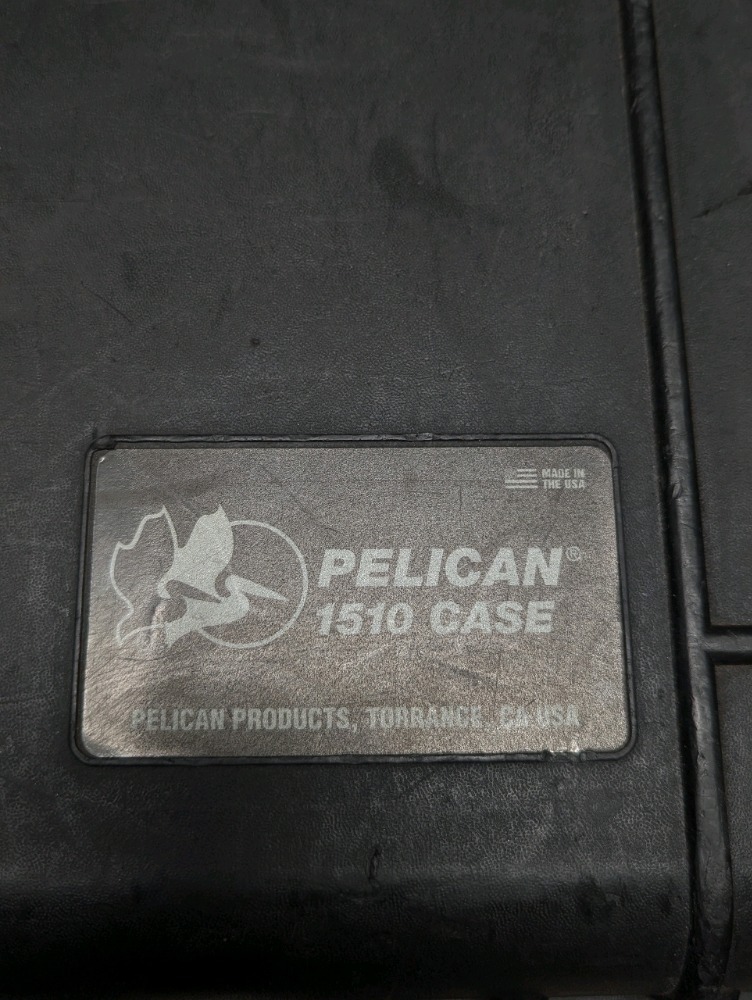 MADE IN
THE USA
PELICAN®
1510 CASE
PELICAN PRODUCTS, TORRANCE, CA USA